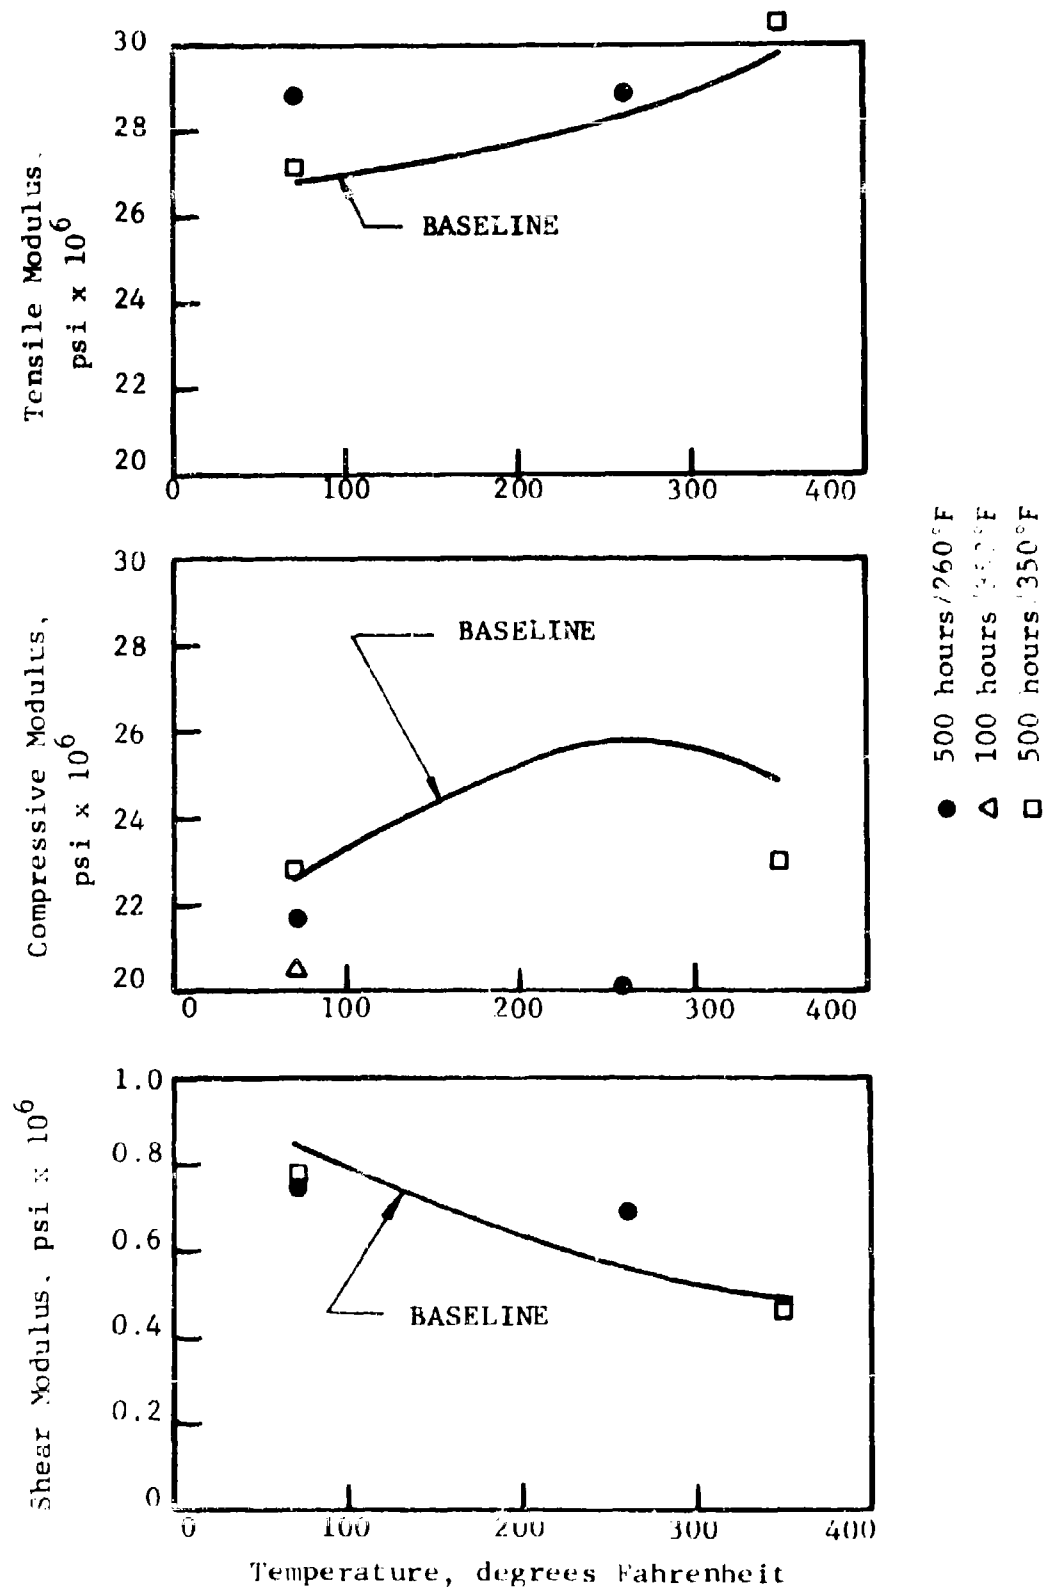 30
28
26
24
22
20
0 100 200 300 400
Tensile Modulus.
psi x 10^6
BASELINE
30
28
26
24
22
20
0 100 200 300 400
Compressive Modulus,
psi x 10^6
BASELINE
1.0
0.8
0.6
0.4
0.2
0
0 100 200 300 400
Shear Modulus. psi x 10^6
BASELINE
Temperature, degrees Fahrenheit
500 hours/260°F
100 hours °F
500 hours 350°F